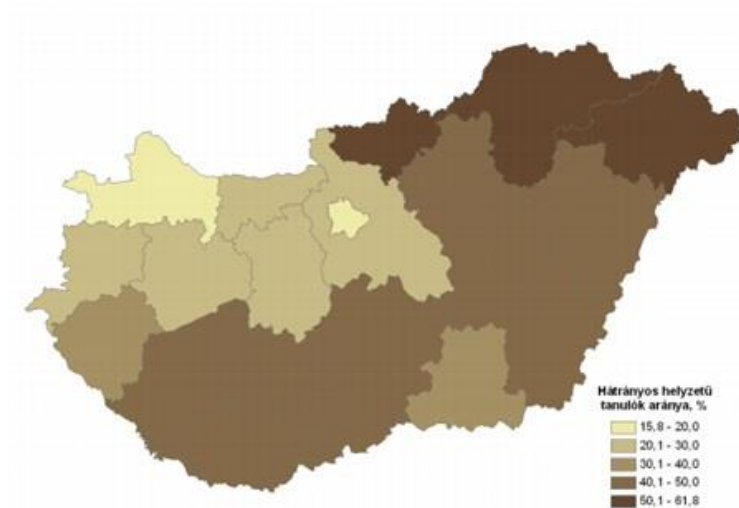 Hátrányos helyzetű
tanulók aránya, %
15,8 - 20,0
20,1 - 30,0
30,1 - 40,0
40,1 - 50,0
50,1 - 61,8